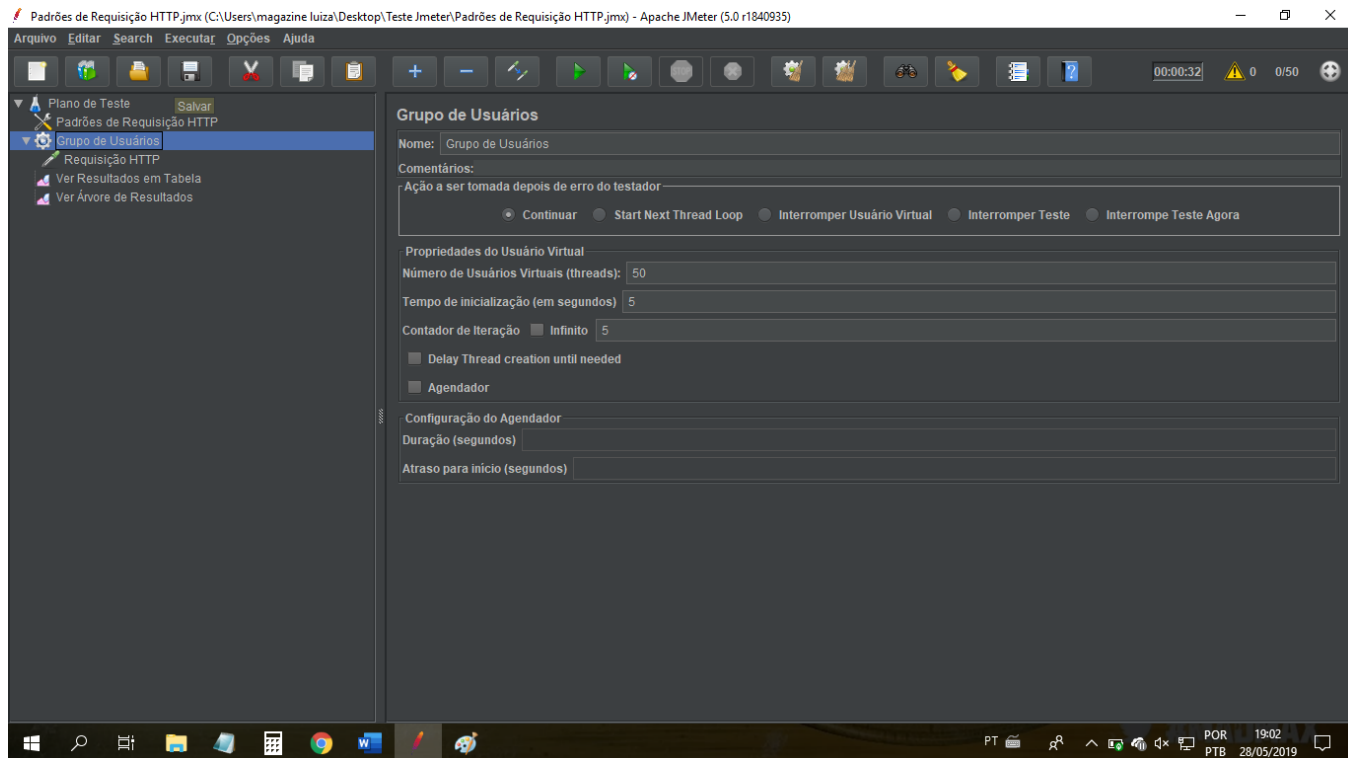 Padrões de Requisição HTTP.jmx (C:\Users\magazine luiza\Desktop\Teste Jmeter\Padrões de Requisição HTTP.jmx) - Apache JMeter (5.0 r1840935)
Arquivo Editar Search Executar Opções Ajuda
00:00:32 0 0/50
Plano de Teste
Salvar
Padrões de Requisição HTTP
Grupo de Usuários
Requisição HTTP
Ver Resultados em Tabela
Ver Árvore de Resultados
Grupo de Usuários
Nome: Grupo de Usuários
Comentários:
Ação a ser tomada depois de erro do testador
Continuar Start Next Thread Loop Interromper Usuário Virtual Interromper Teste Interrompe Teste Agora
Propriedades do Usuário Virtual
Número de Usuários Virtuais (threads): 50
Tempo de inicialização (em segundos) 5
Contador de Iteração Infinito 5
Delay Thread creation until needed
Agendador
Configuração do Agendador
Duração (segundos)
Atraso para início (segundos)
PT
POR
PTB
19:02
28/05/2019